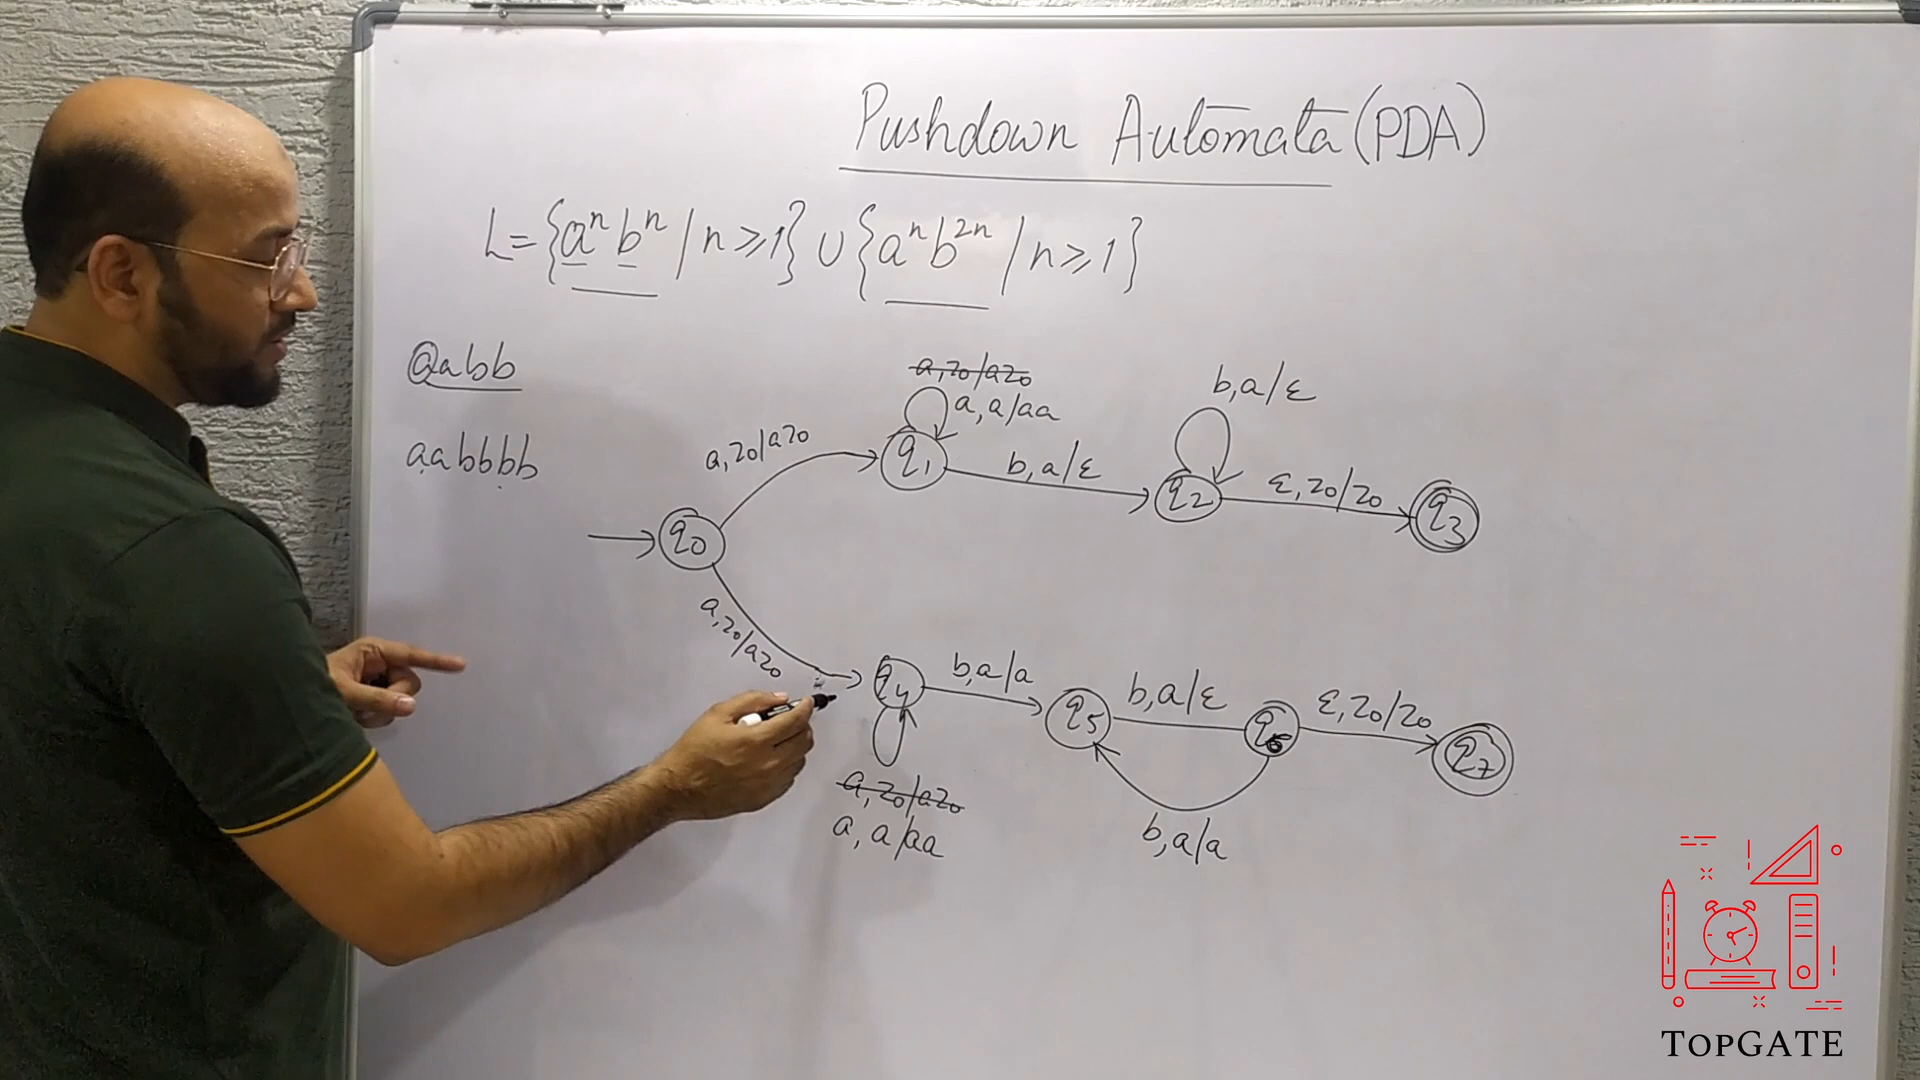 Pushdown Automata (PDA)
L = {aⁿbⁿ / n ≥ 1} ∪ {aⁿb²ⁿ / n ≥ 1}
aabb
aabbbb
a, z₀/az₀
a, a/aa
b, a/ε
a, z₀/az₀
q₁
b, a/ε
q₂
ε, z₀/z₀
q₃
q₀
a, z₀/az₀
q₄
b, a/a
q₅
b, a/ε
q₆
ε, z₀/z₀
q₇
a, z₀/az₀
a, a/aa
b, a/a
TOPGATE